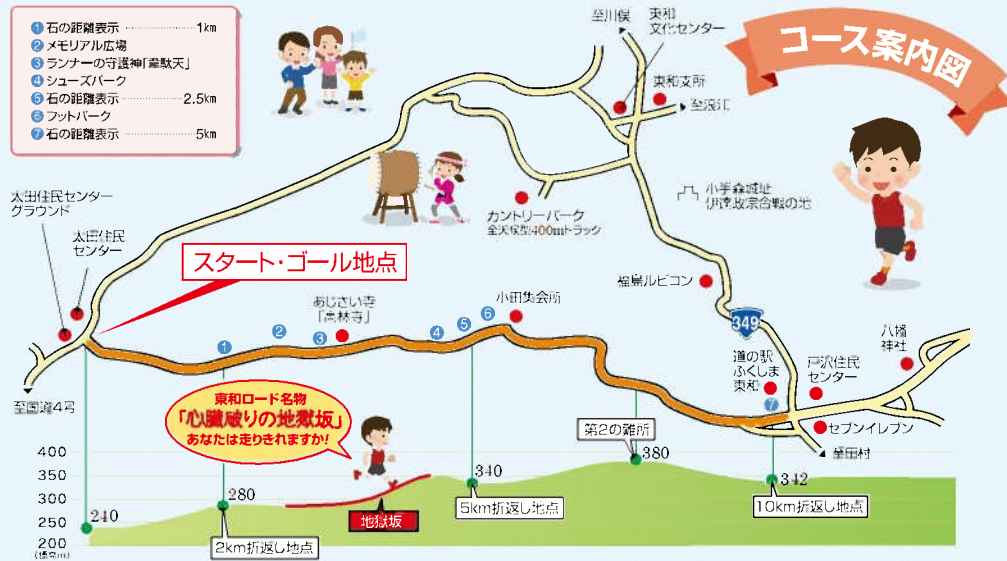 コース案内図
① 石の距離表示 1km
② メモリアル広場
③ ランナーの守護神「韋駄天」
④ シューズパーク
⑤ 石の距離表示 2.5km
⑥ フットパーク
⑦ 石の距離表示 5km
至川俣
東和
文化センター
東和支所
至浪江
小手森城址
伊達政宗合戦の地
カントリーパーク
全天候型400mトラック
太田住民センター
グラウンド
太田住民
センター
スタート・ゴール地点
福島ルビコン
349
あじさい寺
「高林寺」
小田集会所
① ② ③ ④ ⑤ ⑥
八幡
神社
道の駅
ふくしま
東和
⑦
戸沢住民
センター
セブンイレブン
至田村
至国道4号
東和ロード名物
「心臓破りの地獄坂」
あなたは走りきれますか!
第2の難所
400
350
300
250
200
(標高m)
240
280
340
380
342
地獄坂
2km折返し地点
5km折返し地点
10km折返し地点